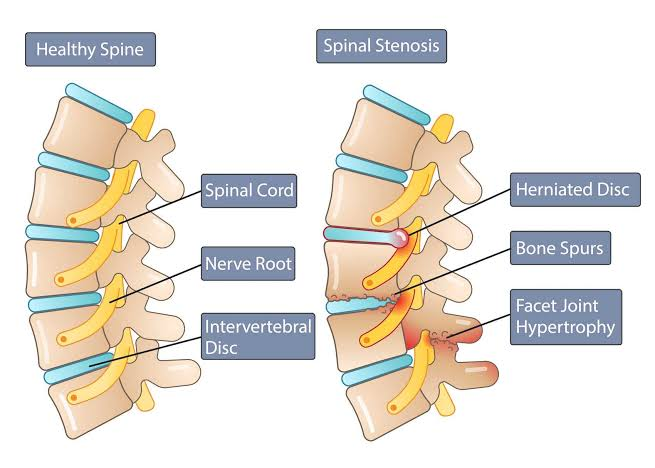 Healthy Spine
Spinal Stenosis
Spinal Cord
Nerve Root
Intervertebral
Disc
Herniated Disc
Bone Spurs
Facet Joint
Hypertrophy